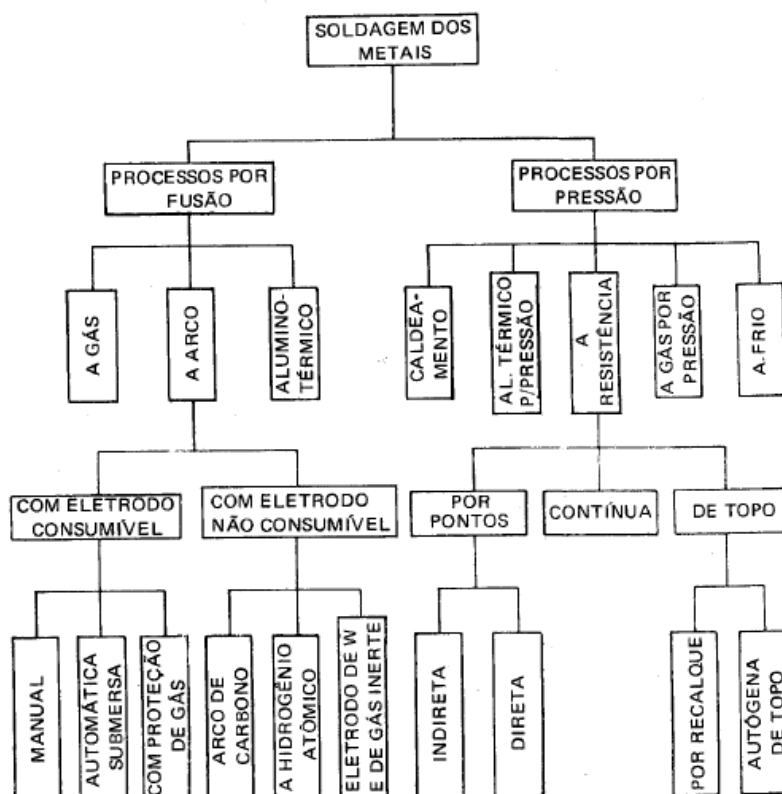 SOLDAGEM DOS
METAIS
PROCESSOS POR
FUSÃO
PROCESSOS POR
PRESSÃO
A GÁS
A ARCO
ALUMINO-
TÉRMICO
CALDEA-
MENTO
AL. TÉRMICO
P/PRESSÃO
A
RESISTÊNCIA
A GÁS POR
PRESSÃO
A.FRIO
COM ELETRODO
CONSUMÍVEL
COM ELETRODO
NÃO CONSUMÍVEL
POR
PONTOS
CONTÍNUA
DE TOPO
MANUAL
AUTOMÁTICA
SUBMERSA
COM PROTEÇÃO
DE GÁS
ARCO DE
CARBONO
A HIDROGÊNIO
ATÔMICO
ELETRODO DE W
E DE GÁS INERTE
INDIRETA
DIRETA
POR RECALQUE
AUTÓGENA
DE TOPO